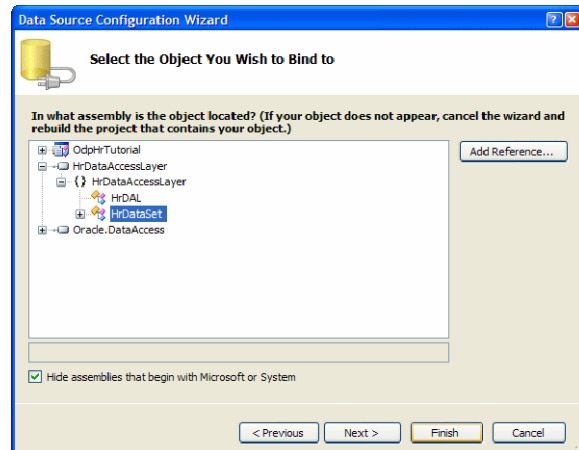 Data Source Configuration Wizard
Select the Object You Wish to Bind to
In what assembly is the object located? (If your object does not appear, cancel the wizard and
rebuild the project that contains your object.)
OdpHrTutorial
Add Reference...
HrDataAccessLayer
{} HrDataAccessLayer
HrDAL
HrDataSet
Oracle.DataAccess
Hide assemblies that begin with Microsoft or System
< Previous
Next >
Finish
Cancel